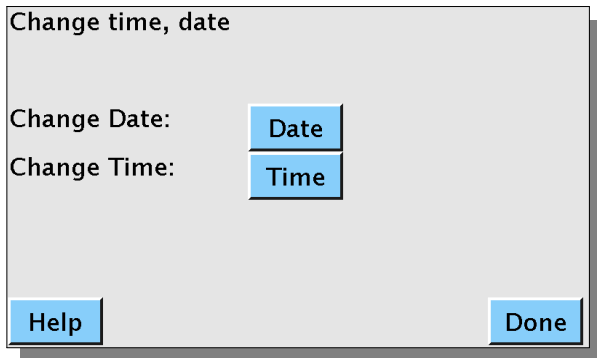 Change time, date
Change Date: Date
Change Time: Time
Help Done